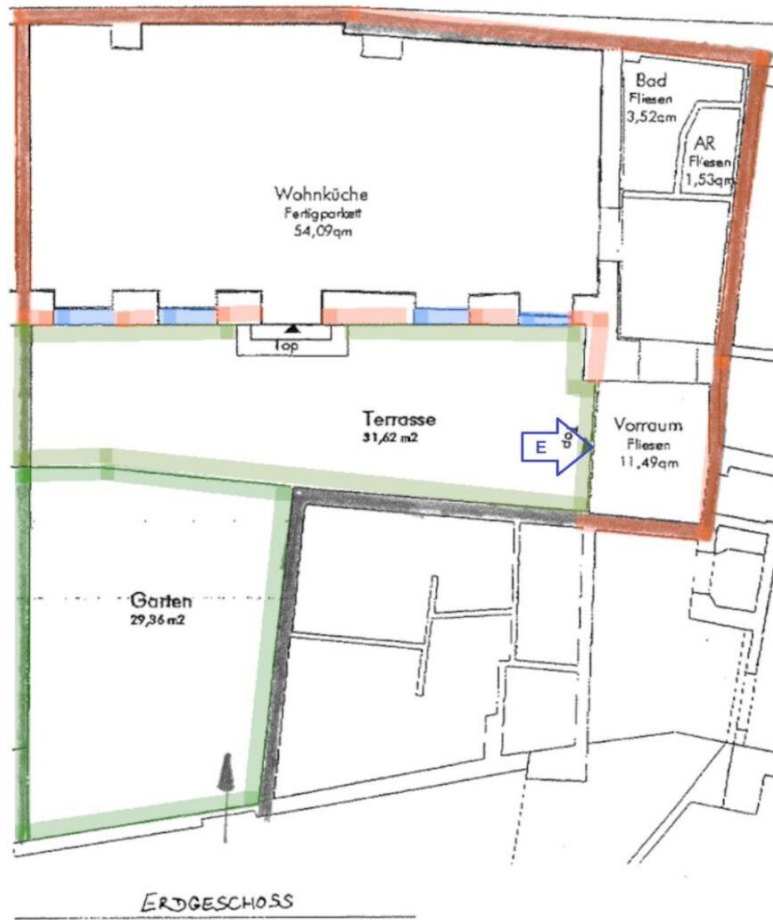 Bad
Fliesen
3,52qm
AR
Fliesen
1,53qm
Wohnküche
Fertigparkett
54,09qm
Top
Terrasse
31,62 m2
E
Top
Vorraum
Fliesen
11,49qm
Garten
29,36 m2
ERDGESCHOSS